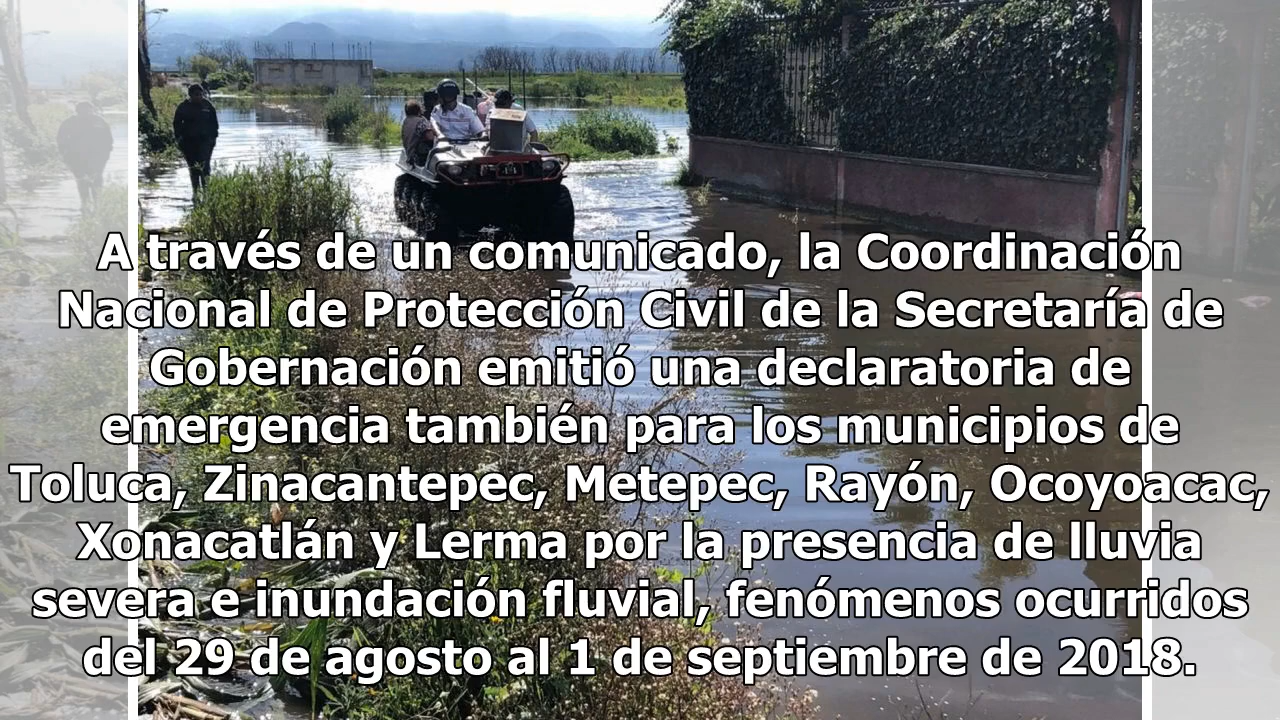 A través de un comunicado, la Coordinación
Nacional de Protección Civil de la Secretaría de
Gobernación emitió una declaratoria de
emergencia también para los municipios de
Toluca, Zinacantepec, Metepec, Rayón, Ocoyoacac,
Xonacatlán y Lerma por la presencia de lluvia
severa e inundación fluvial, fenómenos ocurridos
del 29 de agosto al 1 de septiembre de 2018.